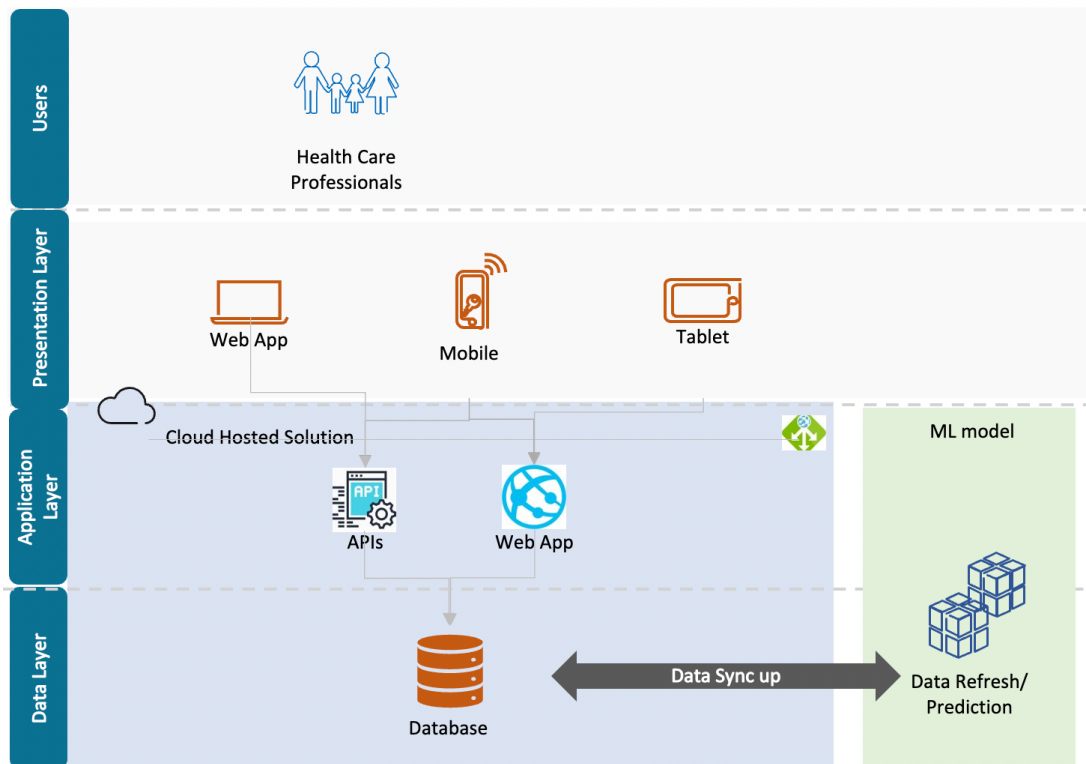 Users
Health Care
Professionals
Presentation Layer
Web App
Mobile
Tablet
Application
Layer
Cloud Hosted Solution
ML model
API
APIs
Web App
Data Layer
Data Sync up
Database
Data Refresh/
Prediction